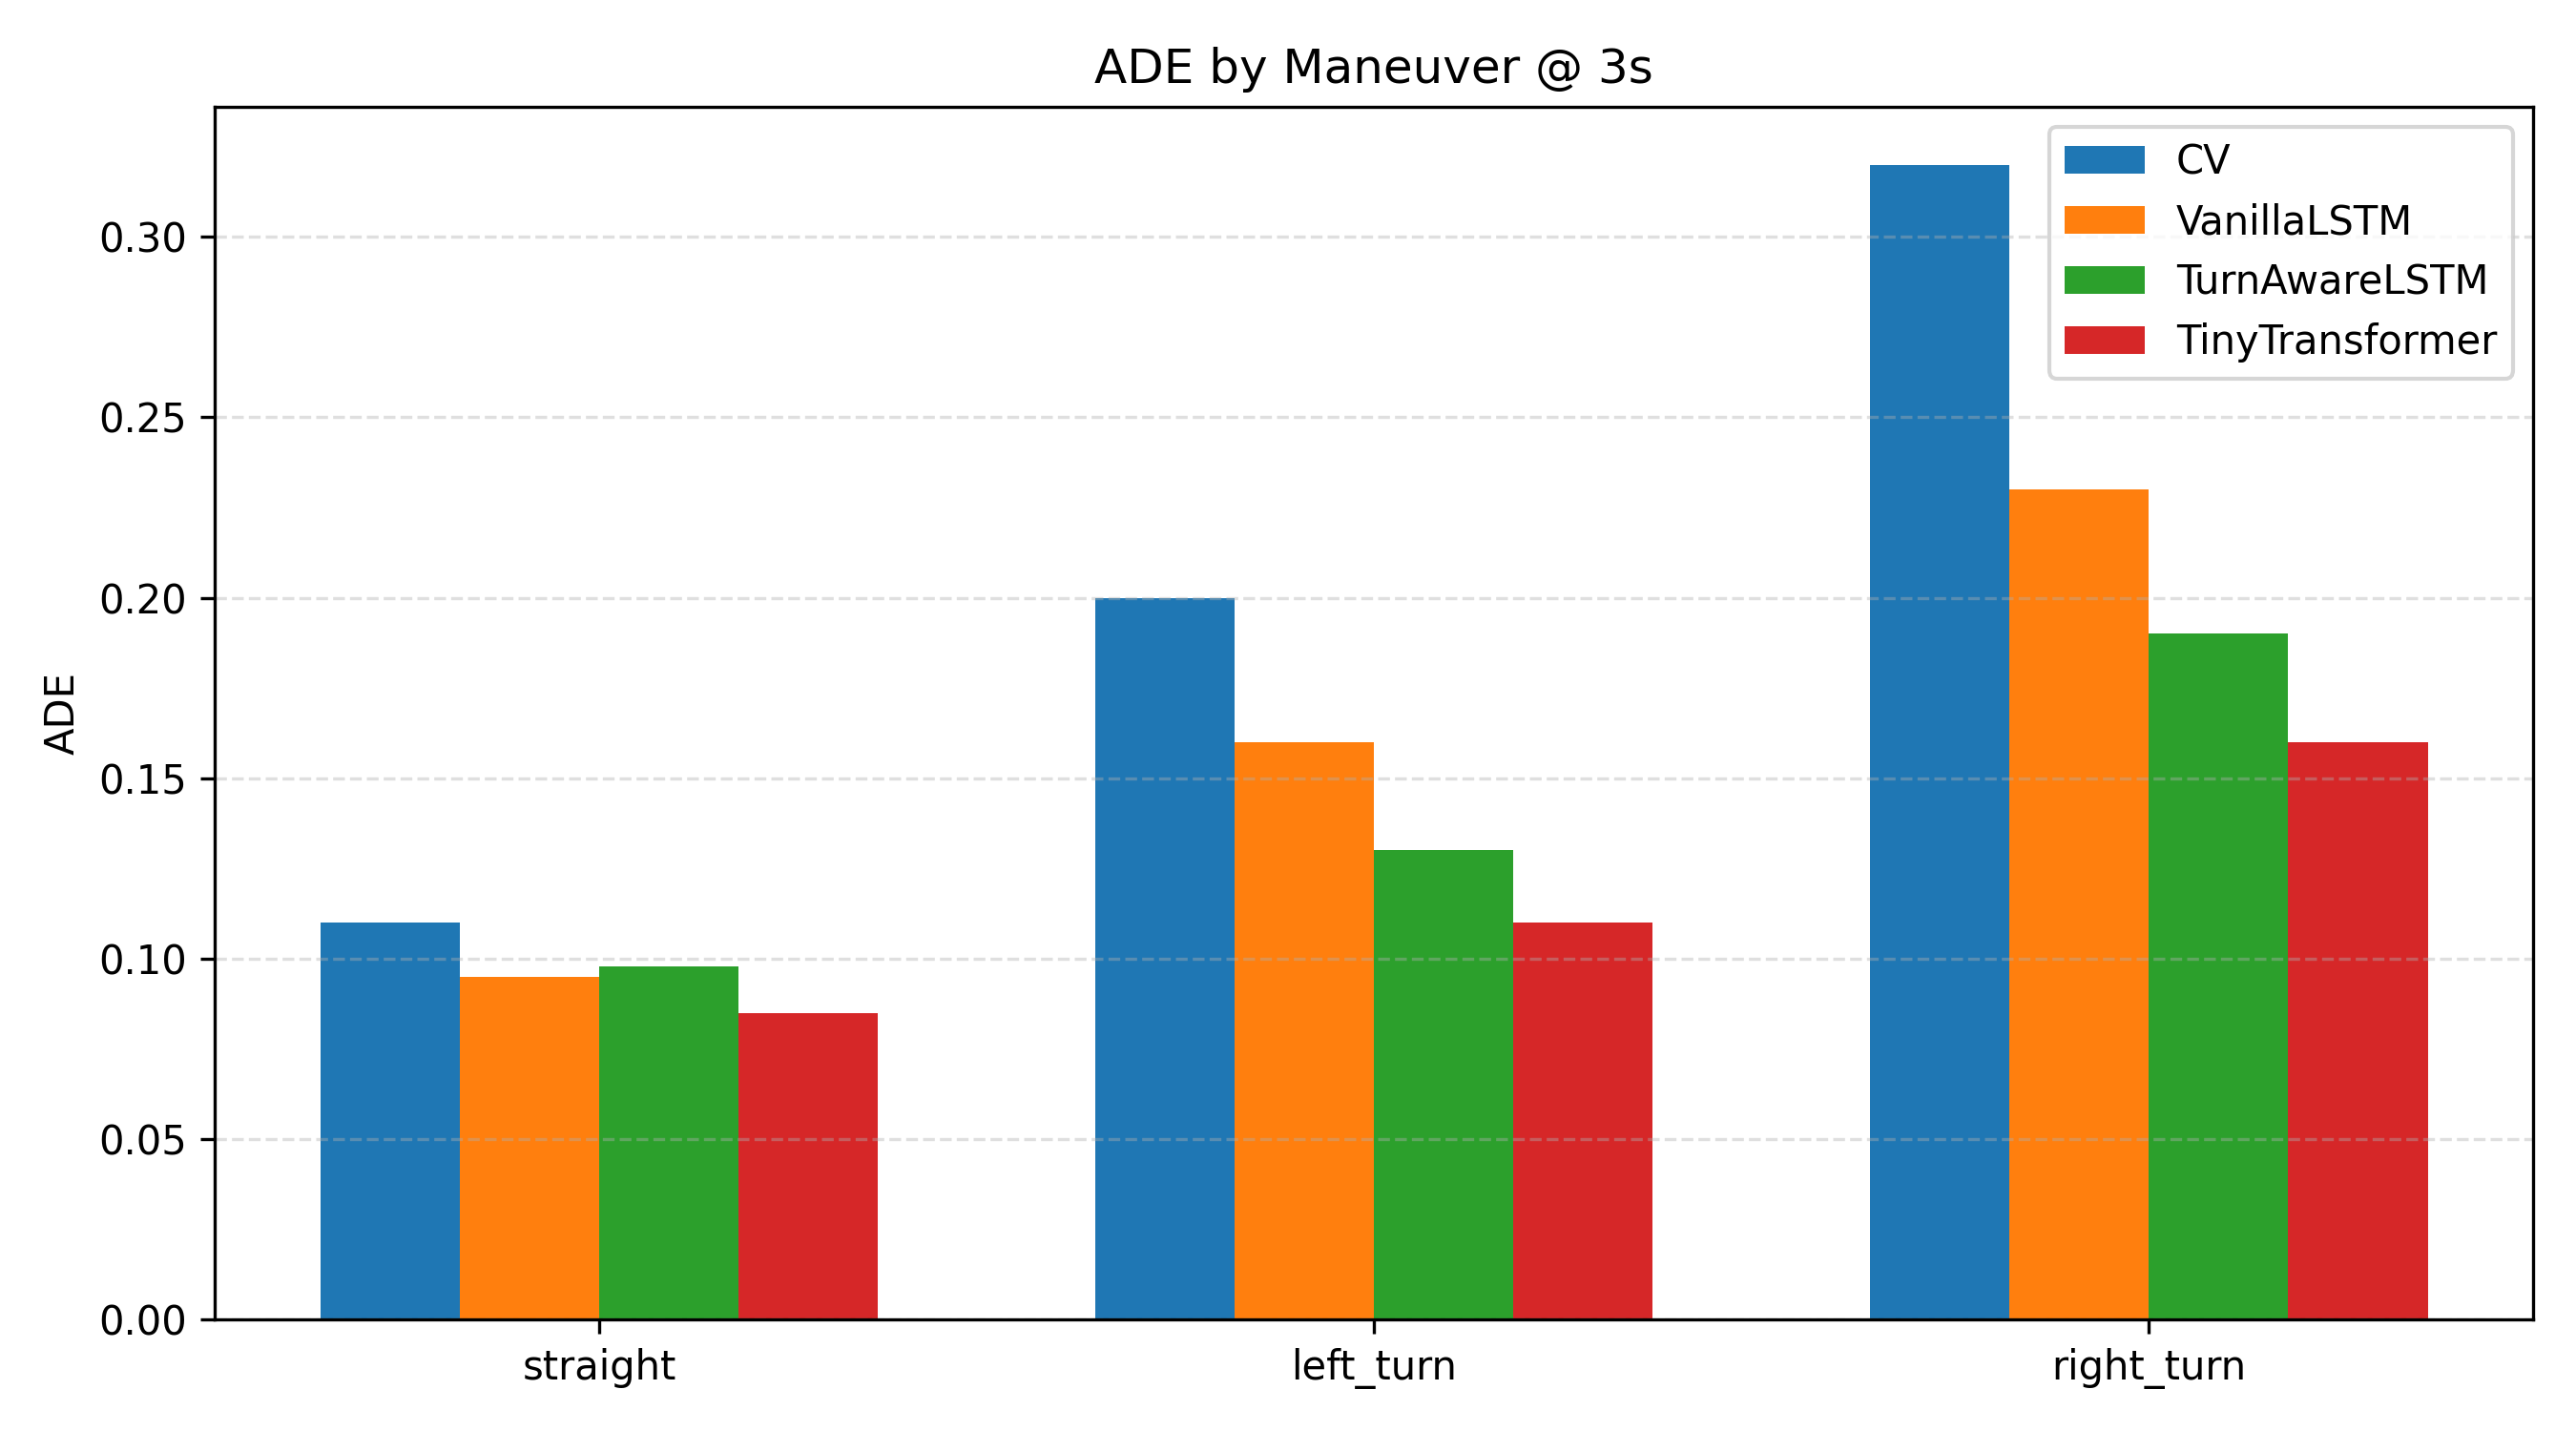 ADE by Maneuver @ 3s
CV
VanillaLSTM
TurnAwareLSTM
TinyTransformer
ADE
0.30
0.25
0.20
0.15
0.10
0.05
0.00
straight
left_turn
right_turn